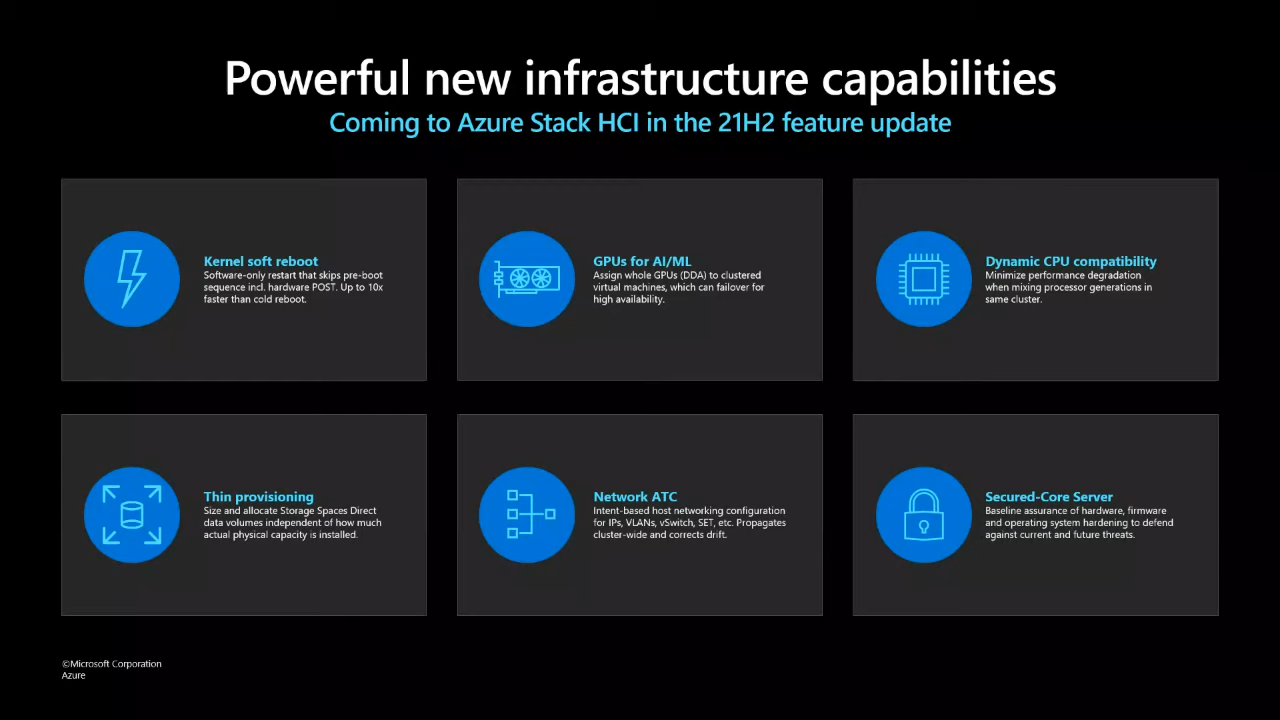 Powerful new infrastructure capabilities
Coming to Azure Stack HCI in the 21H2 feature update
Kernel soft reboot
Software-only restart that skips pre-boot
sequence incl. hardware POST. Up to 10x
faster than cold reboot.
GPUs for AI/ML
Assign whole GPUs (DDA) to clustered
virtual machines, which can failover for
high availability.
Dynamic CPU compatibility
Minimize performance degradation
when mixing processor generations in
same cluster.
Thin provisioning
Size and allocate Storage Spaces Direct
data volumes independent of how much
actual physical capacity is installed.
Network ATC
Intent-based host networking configuration
for IPs, VLANs, vSwitch, SET, etc. Propagates
cluster-wide and corrects drift.
Secured-Core Server
Baseline assurance of hardware, firmware
and operating system hardening to defend
against current and future threats.
©Microsoft Corporation
Azure